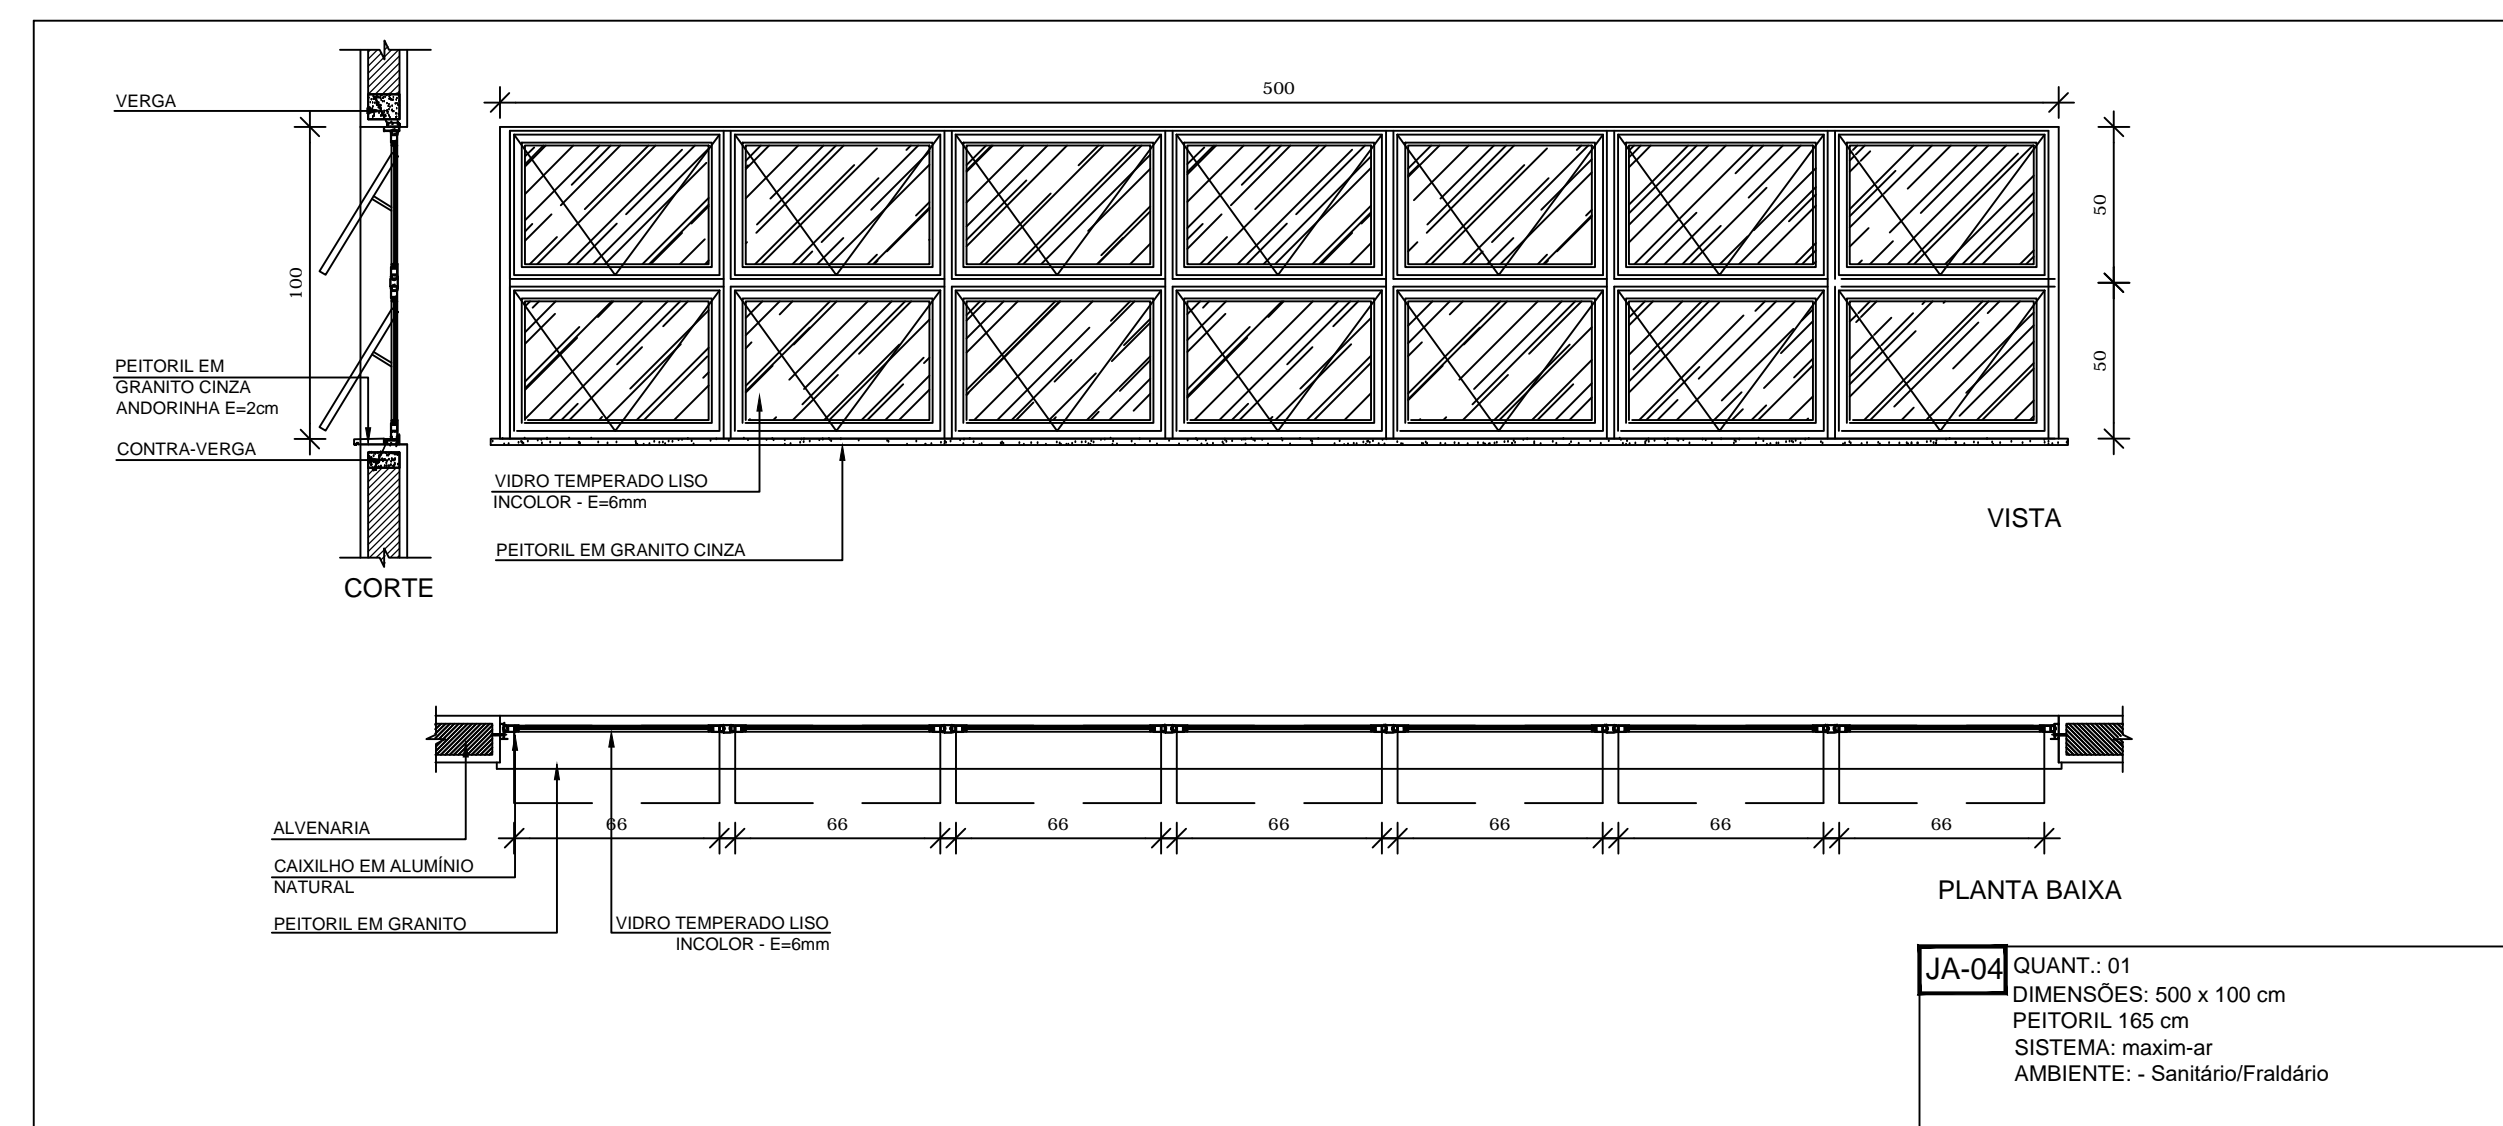 VERGA
500
100
50
50
PEITORIL EM
GRANITO CINZA
ANDORINHA E=2cm
CONTRA-VERGA
VIDRO TEMPERADO LISO
INCOLOR - E=6mm
PEITORIL EM GRANITO CINZA
VISTA
CORTE
66
66
66
66
66
66
66
ALVENARIA
CAIXILHO EM ALUMÍNIO
NATURAL
PEITORIL EM GRANITO
VIDRO TEMPERADO LISO
INCOLOR - E=6mm
PLANTA BAIXA
JA-04
QUANT.: 01
DIMENSÕES: 500 x 100 cm
PEITORIL 165 cm
SISTEMA: maxim-ar
AMBIENTE: - Sanitário/Fraldário